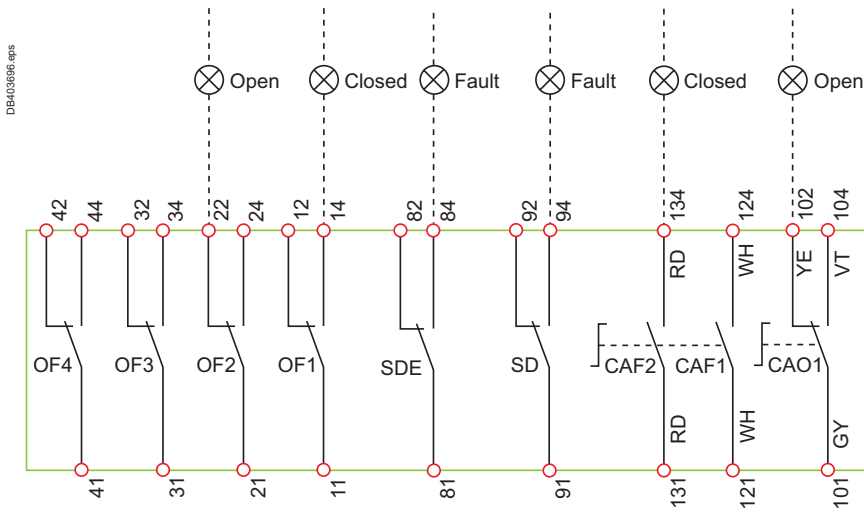 DB403696.eps
Open
Closed
Fault
Fault
Closed
Open
42
44
32
34
22
24
12
14
82
84
92
94
134
124
102
104
RD
WH
YE
VT
OF4
OF3
OF2
OF1
SDE
SD
CAF2
CAF1
CAO1
RD
WH
GY
41
31
21
11
81
91
131
121
101